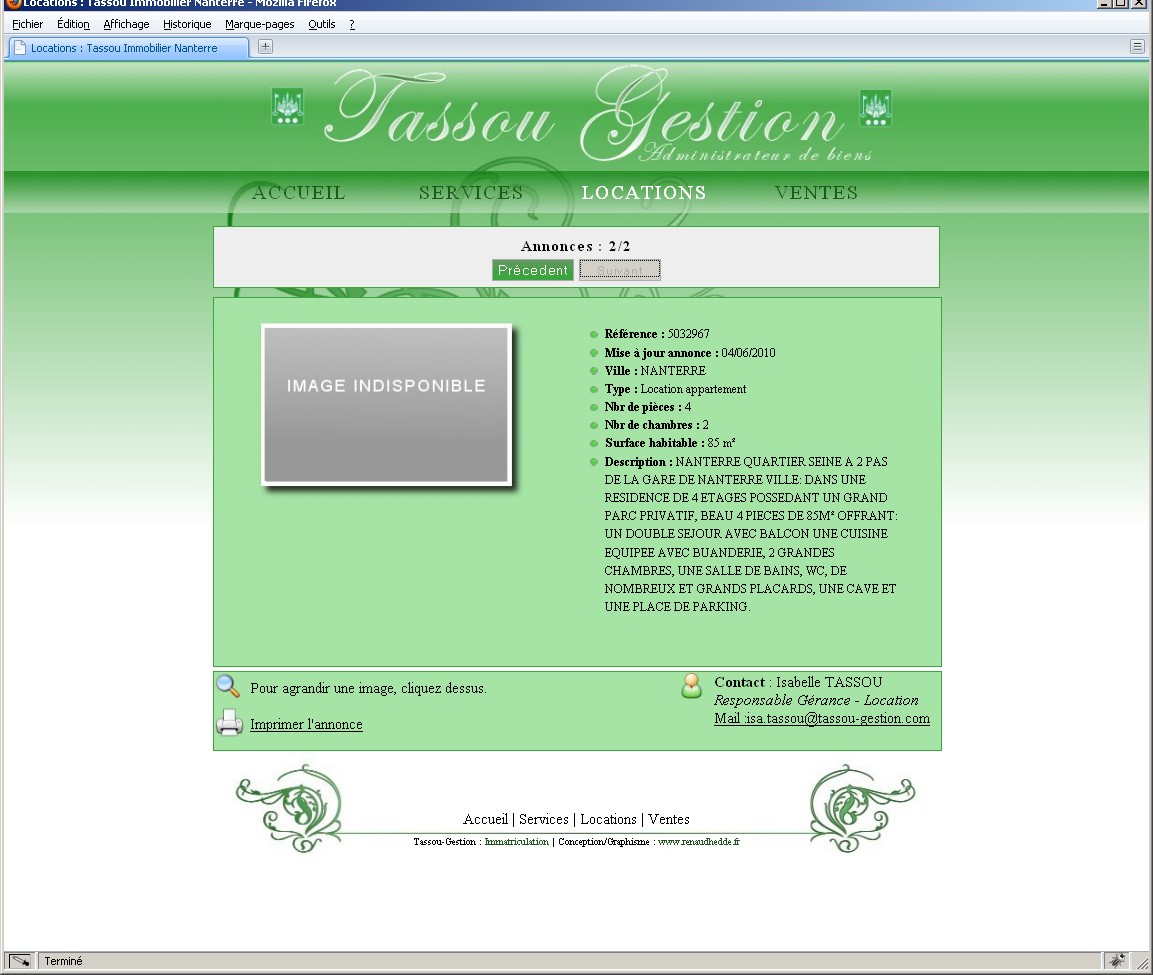 Locations : Tassou Immobilier Nanterre - Mozilla Firefox
Fichier Édition Affichage Historique Marque-pages Outils ?
Locations : Tassou Immobilier Nanterre
Tassou Gestion
Administrateur de biens
ACCUEIL SERVICES LOCATIONS VENTES
Annonces : 2/2
Précedent Suivant
IMAGE INDISPONIBLE
Référence : 5032967
Mise à jour annonce : 04/06/2010
Ville : NANTERRE
Type : Location appartement
Nbr de pièces : 4
Nbr de chambres : 2
Surface habitable : 85 m²
Description : NANTERRE QUARTIER SEINE A 2 PAS
DE LA GARE DE NANTERRE VILLE: DANS UNE
RESIDENCE DE 4 ETAGES POSSEDANT UN GRAND
PARC PRIVATIF, BEAU 4 PIECES DE 85M² OFFRANT:
UN DOUBLE SEJOUR AVEC BALCON UNE CUISINE
EQUIPEE AVEC BUANDERIE, 2 GRANDES
CHAMBRES, UNE SALLE DE BAINS, WC, DE
NOMBREUX ET GRANDS PLACARDS, UNE CAVE ET
UNE PLACE DE PARKING.
Pour agrandir une image, cliquez dessus.
Imprimer l'annonce
Contact : Isabelle TASSOU
Responsable Gérance - Location
Mail :isa.tassou@tassou-gestion.com
Accueil | Services | Locations | Ventes
Tassou-Gestion : Immatriculation | Conception/Graphisme : www.renaudhedde.fr
Terminé